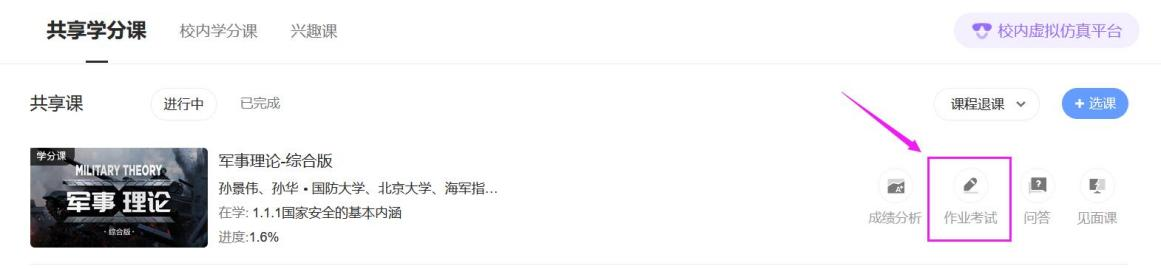 共享学分课 校内学分课 兴趣课 校内虚拟仿真平台
共享课 进行中 已完成 课程退课 + 选课
学分课
MILITARY THEORY
军事 理论
·综合版·
军事理论-综合版
孙景伟、孙华 • 国防大学、北京大学、海军指...
在学: 1.1.1国家安全的基本内涵
进度:1.6%
成绩分析 作业考试 问答 见面课